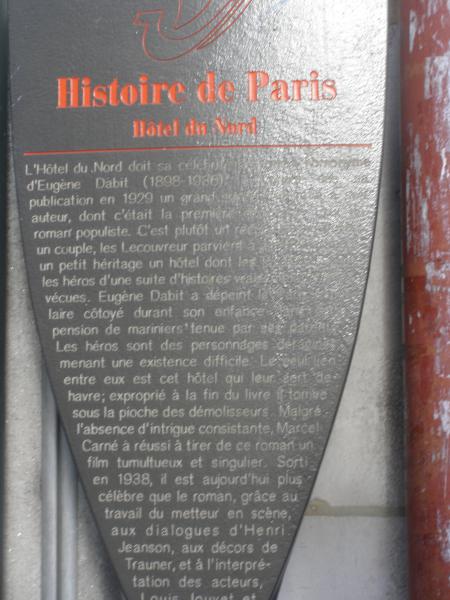 Histoire de Paris
Hôtel du Nord
L'Hôtel du Nord doit sa
d'Eugène Dabit (1898-1936)
publication en 1929 un grand
auteur, dont c'était la première
roman populiste. C'est plutôt un
un couple, les Lecouvreur parvient à
un petit héritage un hôtel dont les
les héros d'une suite d'histoires vraies
vécues. Eugène Dabit a dépeint
laire côtoyé durant son enfance
pension de mariniers tenue par ses
Les héros sont des personnages déracinés
menant une existence difficile. Le seul lien
entre eux est cet hôtel qui leur sert de
havre; exproprié à la fin du livre il tombe
sous la pioche des démolisseurs. Malgré
l'absence d'intrigue consistante, Marcel
Carné à réussi à tirer de ce roman un
film tumultueux et singulier. Sorti
en 1938, il est aujourd'hui plus
célèbre que le roman, grâce au
travail du metteur en scène,
aux dialogues d'Henri
Jeanson, aux décors de
Trauner, et à l'interpré-
tation des acteurs,
Louis Jouvet et